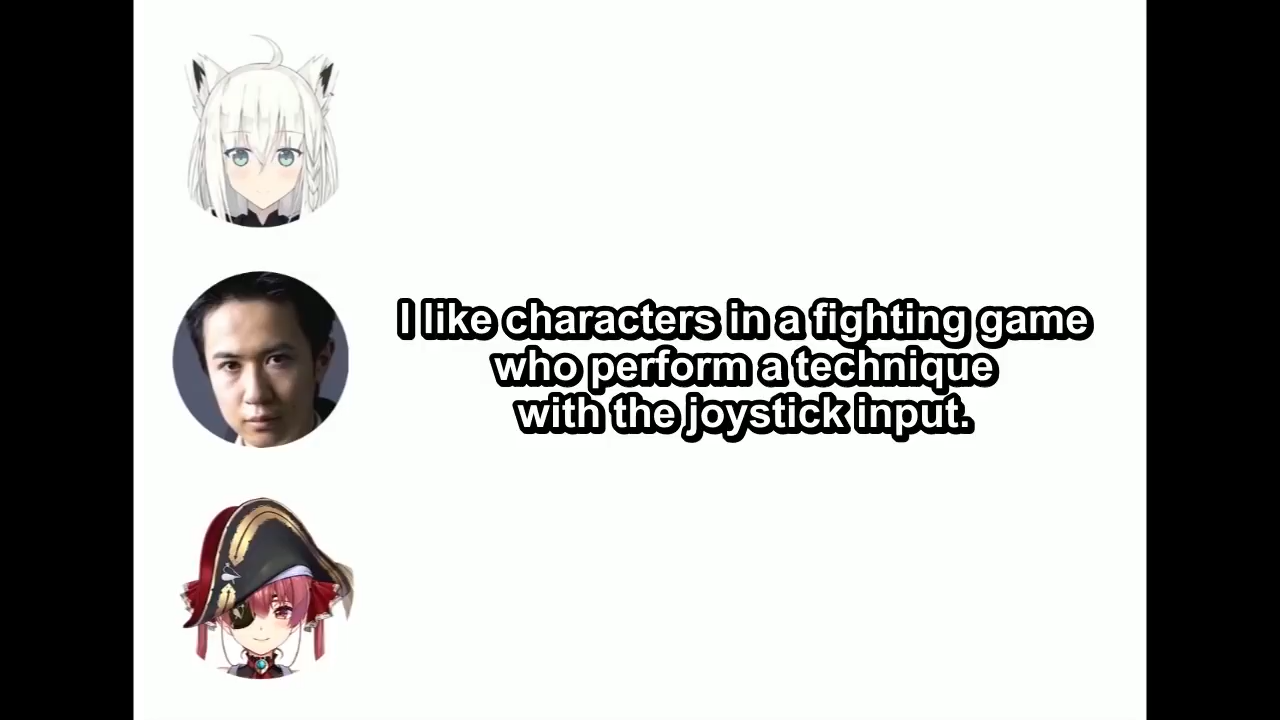 I like characters in a fighting game
who perform a technique
with the joystick input.